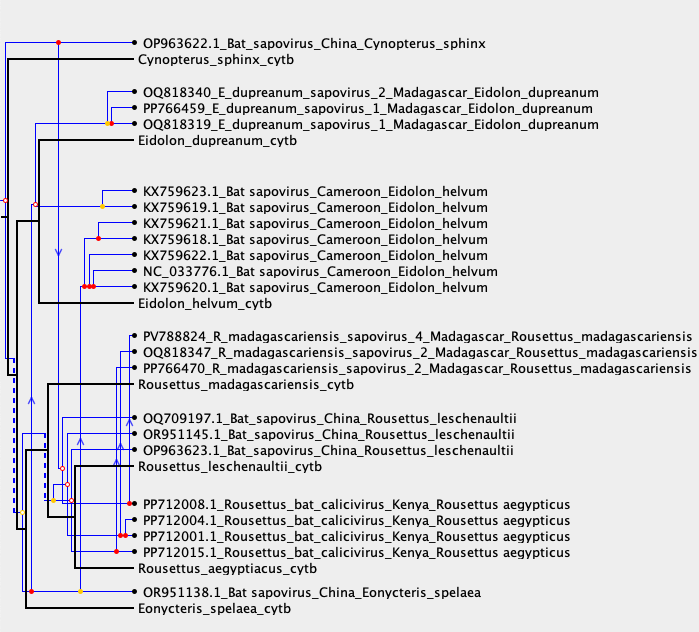 OP963622.1_Bat_sapovirus_China_Cynopterus_sphinx
Cynopterus_sphinx_cytb
OQ818340_E_dupreanum_sapovirus_2_Madagascar_Eidolon_dupreanum
PP766459_E_dupreanum_sapovirus_1_Madagascar_Eidolon_dupreanum
OQ818319_E_dupreanum_sapovirus_1_Madagascar_Eidolon_dupreanum
Eidolon_dupreanum_cytb
KX759623.1_Bat sapovirus_Cameroon_Eidolon_helvum
KX759619.1_Bat sapovirus_Cameroon_Eidolon_helvum
KX759621.1_Bat sapovirus_Cameroon_Eidolon_helvum
KX759618.1_Bat sapovirus_Cameroon_Eidolon_helvum
KX759622.1_Bat sapovirus_Cameroon_Eidolon_helvum
NC_033776.1_Bat sapovirus_Cameroon_Eidolon_helvum
KX759620.1_Bat sapovirus_Cameroon_Eidolon_helvum
Eidolon_helvum_cytb
PV788824_R_madagascariensis_sapovirus_4_Madagascar_Rousettus_madagascariensis
OQ818347_R_madagascariensis_sapovirus_2_Madagascar_Rousettus_madagascariensis
PP766470_R_madagascariensis_sapovirus_2_Madagascar_Rousettus_madagascariensis
Rousettus_madagascariensis_cytb
OQ709197.1_Bat_sapovirus_China_Rousettus_leschenaultii
OR951145.1_Bat_sapovirus_China_Rousettus_leschenaultii
OP963623.1_Bat_sapovirus_China_Rousettus_leschenaultii
Rousettus_leschenaultii_cytb
PP712008.1_Rousettus_bat_calicivirus_Kenya_Rousettus aegypticus
PP712004.1_Rousettus_bat_calicivirus_Kenya_Rousettus aegypticus
PP712001.1_Rousettus_bat_calicivirus_Kenya_Rousettus aegypticus
PP712015.1_Rousettus_bat_calicivirus_Kenya_Rousettus aegypticus
Rousettus_aegyptiacus_cytb
OR951138.1_Bat sapovirus_China_Eonycteris_spelaea
Eonycteris_spelaea_cytb